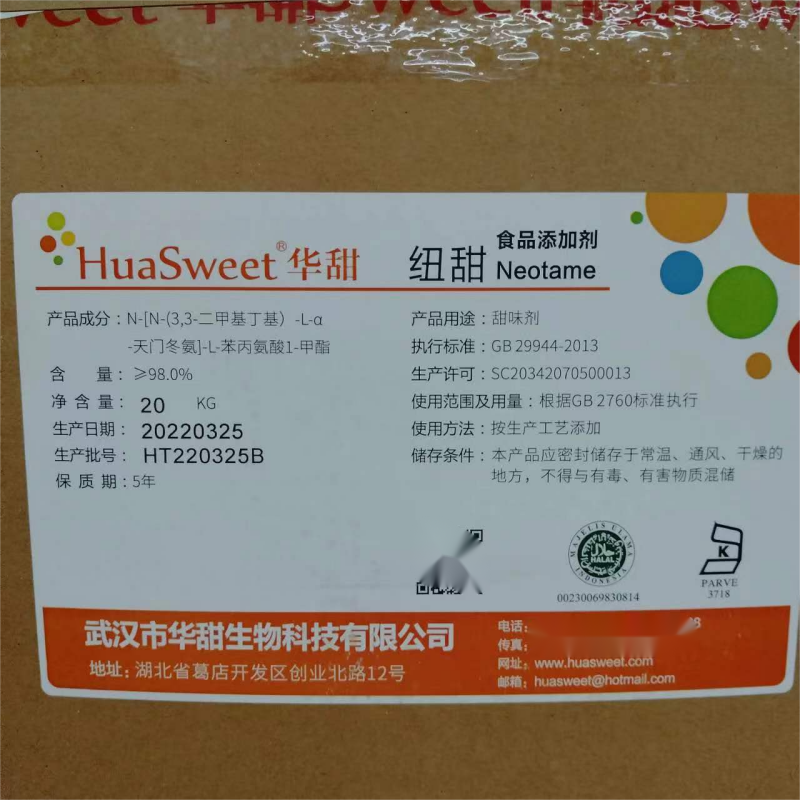 HuaSweet®华甜
纽甜 食品添加剂
Neotame
产品成分：N-[N-(3,3-二甲基丁基）-L-α
-天门冬氨]-L-苯丙氨酸1-甲酯
含 量：≥98.0%
净含量：20 KG
生产日期：20220325
生产批号：HT220325B
保质期：5年
产品用途：甜味剂
执行标准：GB 29944-2013
生产许可：SC20342070500013
使用范围及用量：根据GB 2760标准执行
使用方法：按生产工艺添加
储存条件：本产品应密封储存于常温、通风、干燥的
地方，不得与有毒、有害物质混储
MAJELIS ULAMA
HALAL
INDONESIA
00230069830814
K
PARVE
3718
武汉市华甜生物科技有限公司
地址：湖北省葛店开发区创业北路12号
电话：
传真：
网址：www.huasweet.com
邮箱：huasweet@hotmail.com